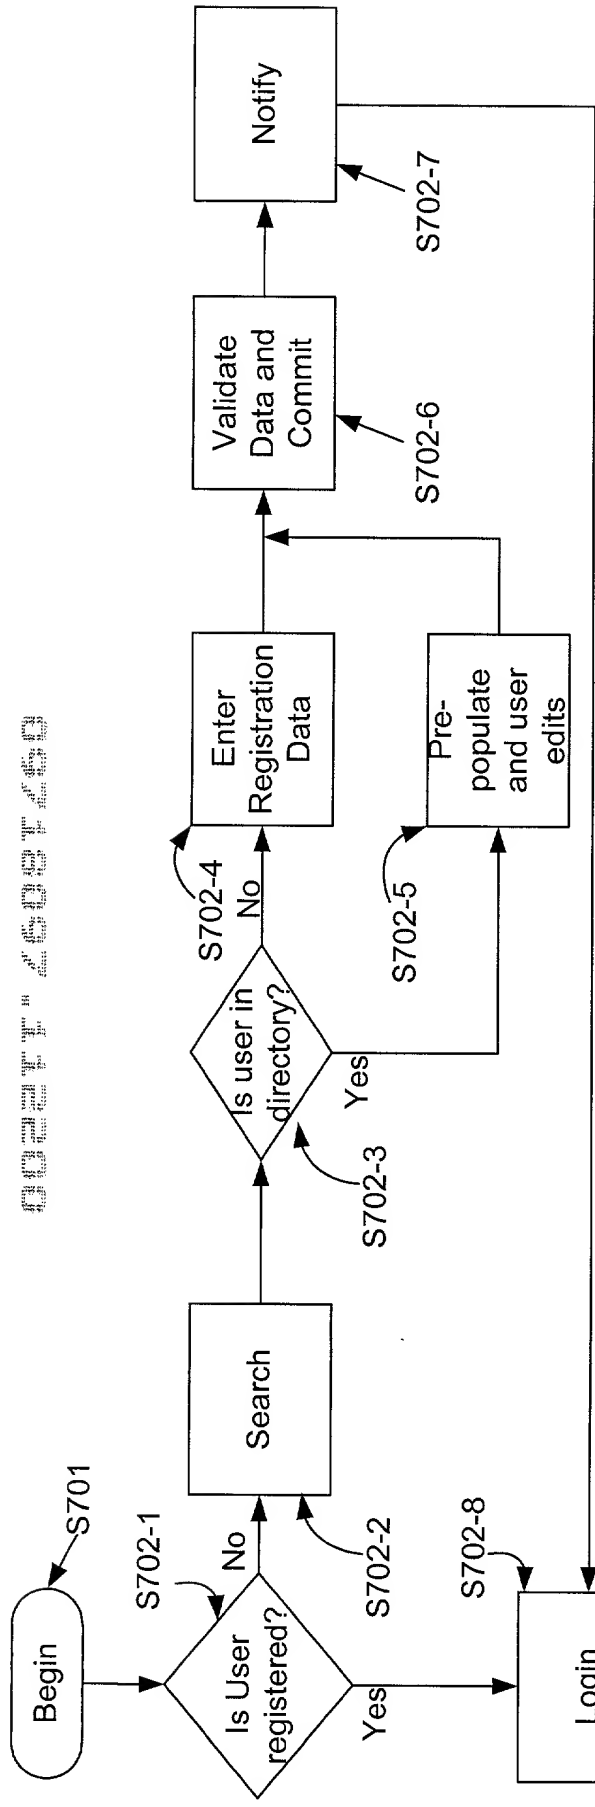 Begin
S701
Is User
registered?
S702-1
No
Yes
Search
S702-2
Is user in
directory?
S702-3
No
Yes
Enter
Registration
Data
S702-4
Pre-
populate
and user
edits
S702-5
Validate
Data and
Commit
S702-6
Notify
S702-7
Login
S702-8